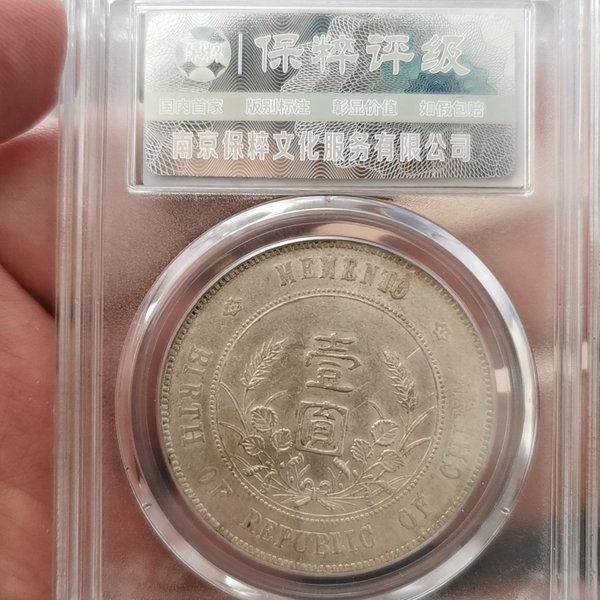 保粹评级
国内首家 版别标注 彰显价值 如假包赔
南京保粹文化服务有限公司
MEMENTO
壹圓
BIRTH OF REPUBLIC OF CHINA